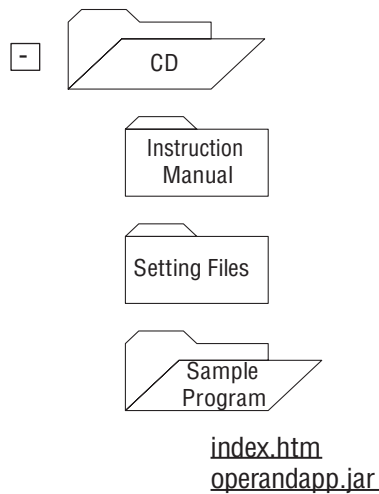 -
CD
Instruction
Manual
Setting Files
Sample
Program
index.htm
operandapp.jar